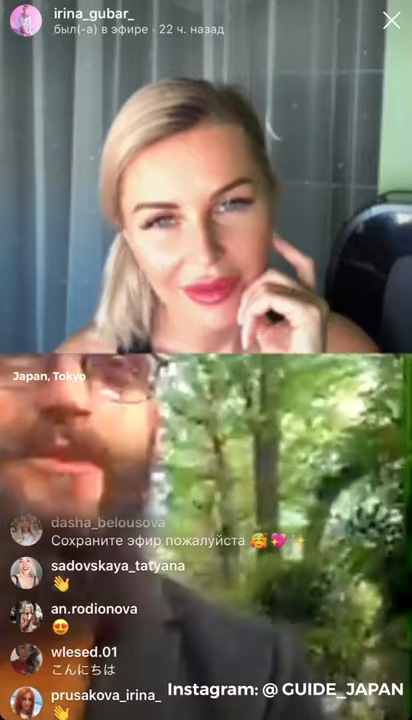 irina_gubar_
был(-а) в эфире · 22 ч. назад
Japan, Tokyo
dasha_belousova
Сохраните эфир пожалуйста 🥰💖✨
sadovskaya_tatyana
👋
an.rodionova
😍
wlesed.01
こんにちは
prusakova_irina_
👋
Instagram: @ GUIDE_JAPAN